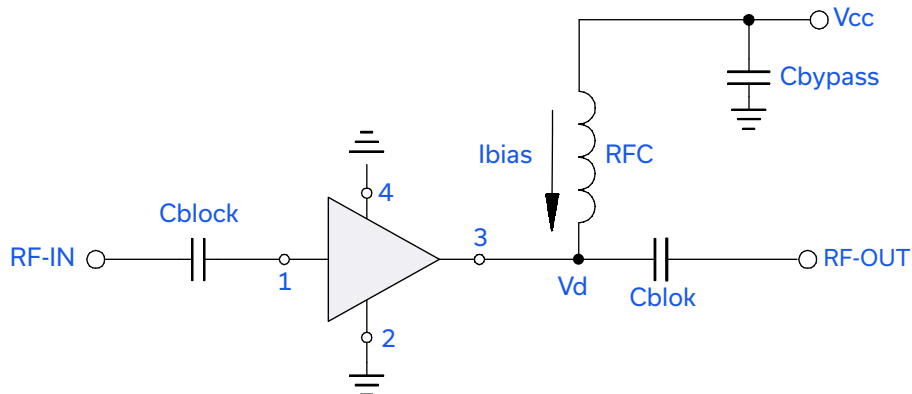 Vcc
Cbypass
Ibias
RFC
4
Cblock
3
RF-IN
RF-OUT
1
Vd
Cblok
2